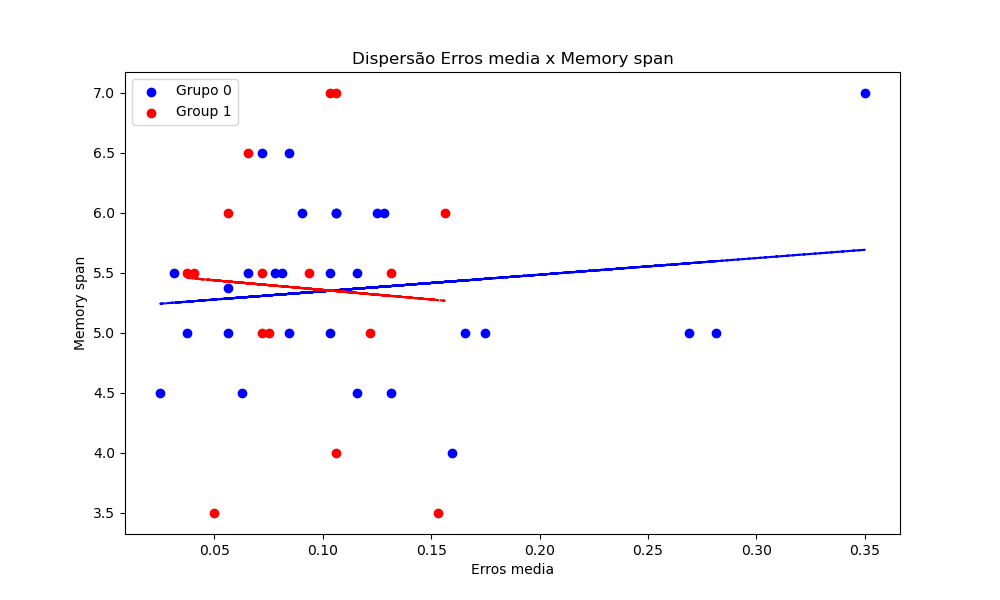 Dispersão Erros media x Memory span
Grupo 0
Group 1
Memory span
7.0
6.5
6.0
5.5
5.0
4.5
4.0
3.5
0.05 0.10 0.15 0.20 0.25 0.30 0.35
Erros media